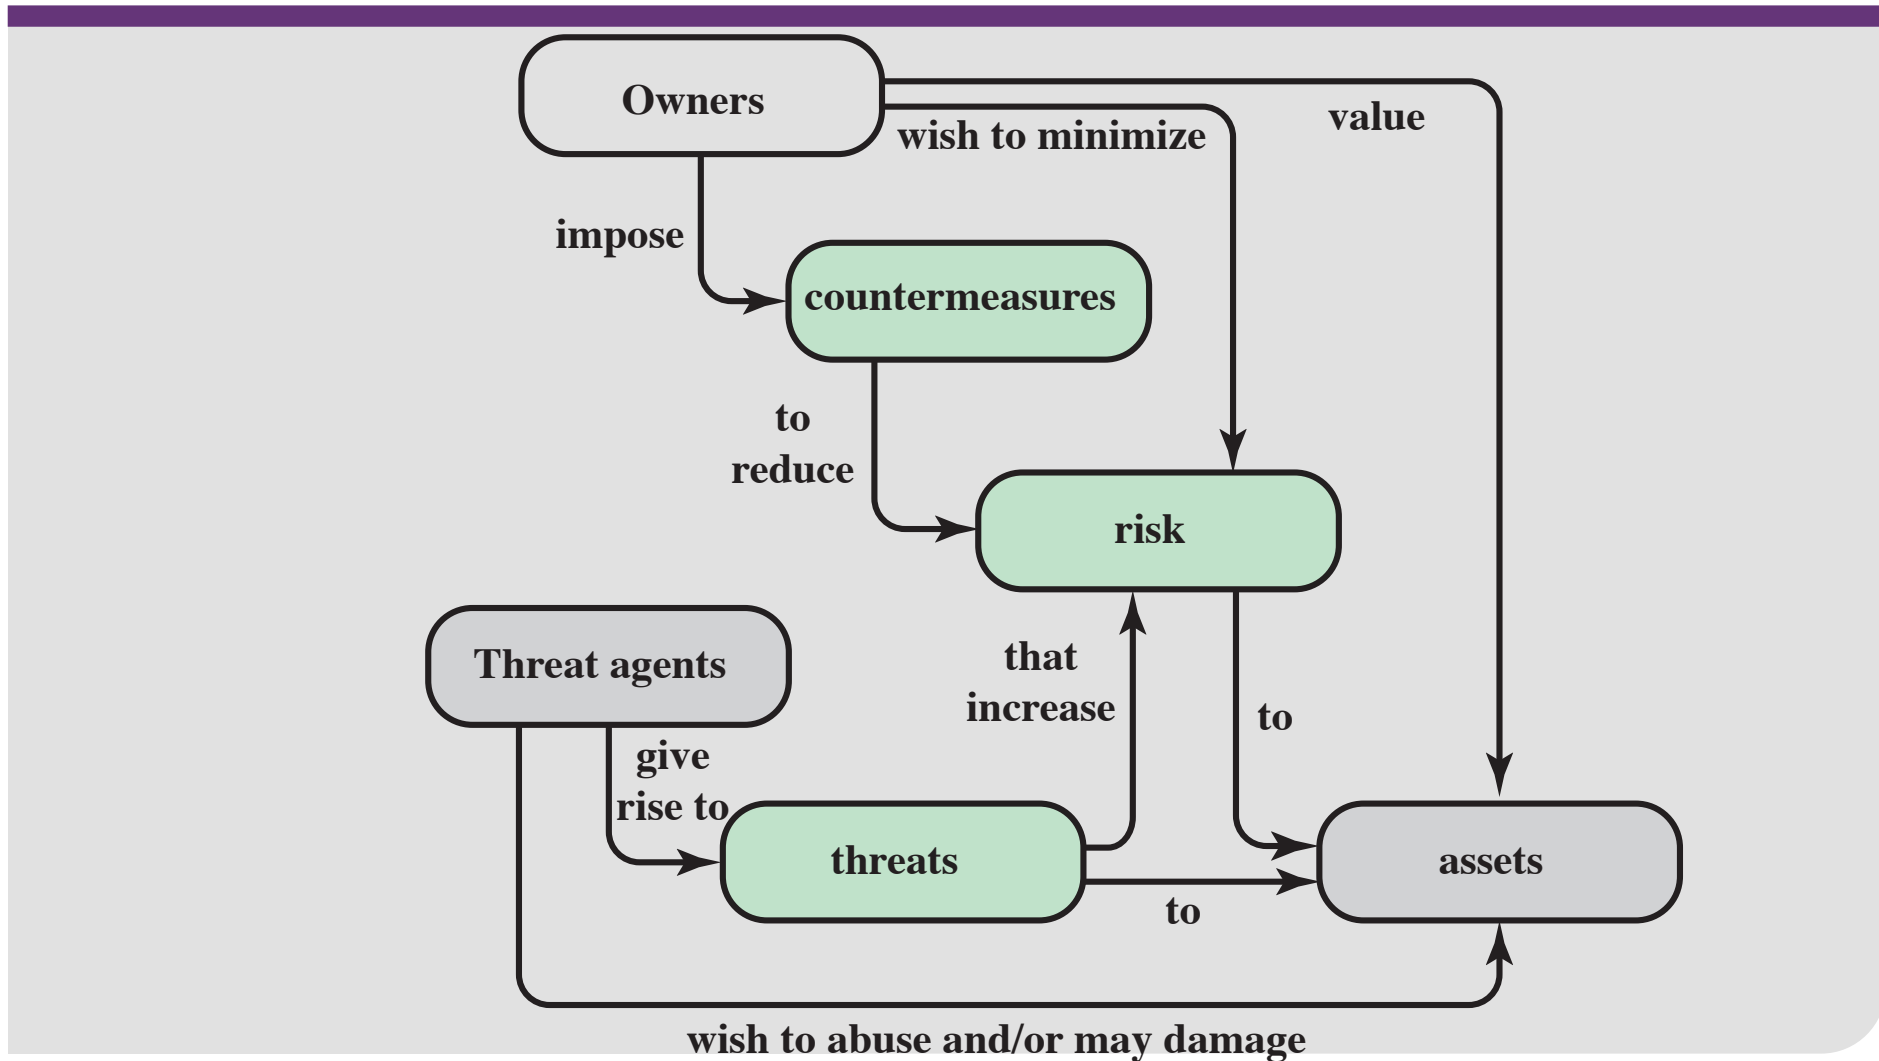 Owners
value
wish to minimize
impose
countermeasures
to
reduce
risk
Threat agents
that
increase
to
give
rise to
threats
assets
to
wish to abuse and/or may damage